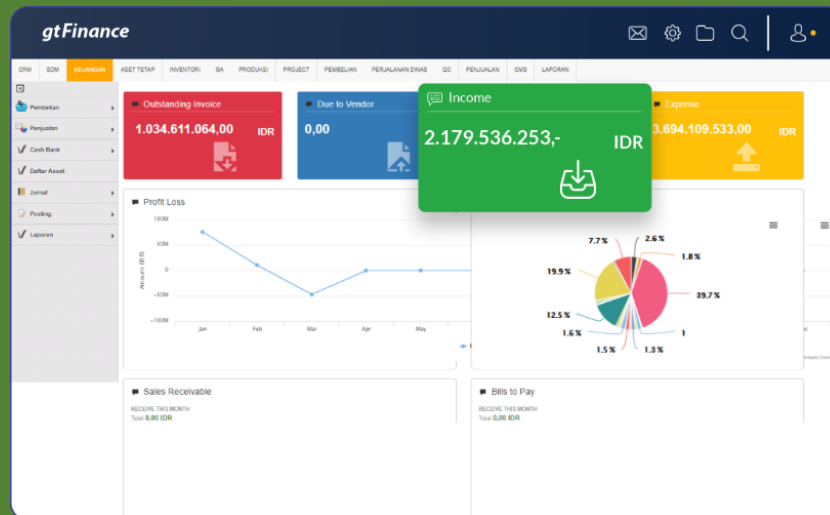 gtFinance
CRM SDM KEUANGAN ASET TETAP INVENTORI GA PRODUKSI PROJECT PEMBELIAN PERJALANAN DINAS QC PENJUALAN CMS LAPORAN
Pembelian
Penjualan
Cash Bank
Daftar Asset
Jurnal
Posting
Laporan
Outstanding Invoice
1.034.611.064,00 IDR
Due to Vendor
0,00
Income
2.179.536.253,- IDR
Expense
3.694.109.533,00 IDR
Profit Loss
100M
50M
0
-50M
-100M
Amount (IDR)
Jan Feb Mar Apr May
7.7 % 2.6 %
1.8 %
19.9 %
39.7 %
12.5 %
1.6 % 1
1.5 % 1.3 %
Sales Receivable
RECEIVE THIS MONTH
Total 0,00 IDR
Bills to Pay
RECEIVE THIS MONTH
Total 0,00 IDR